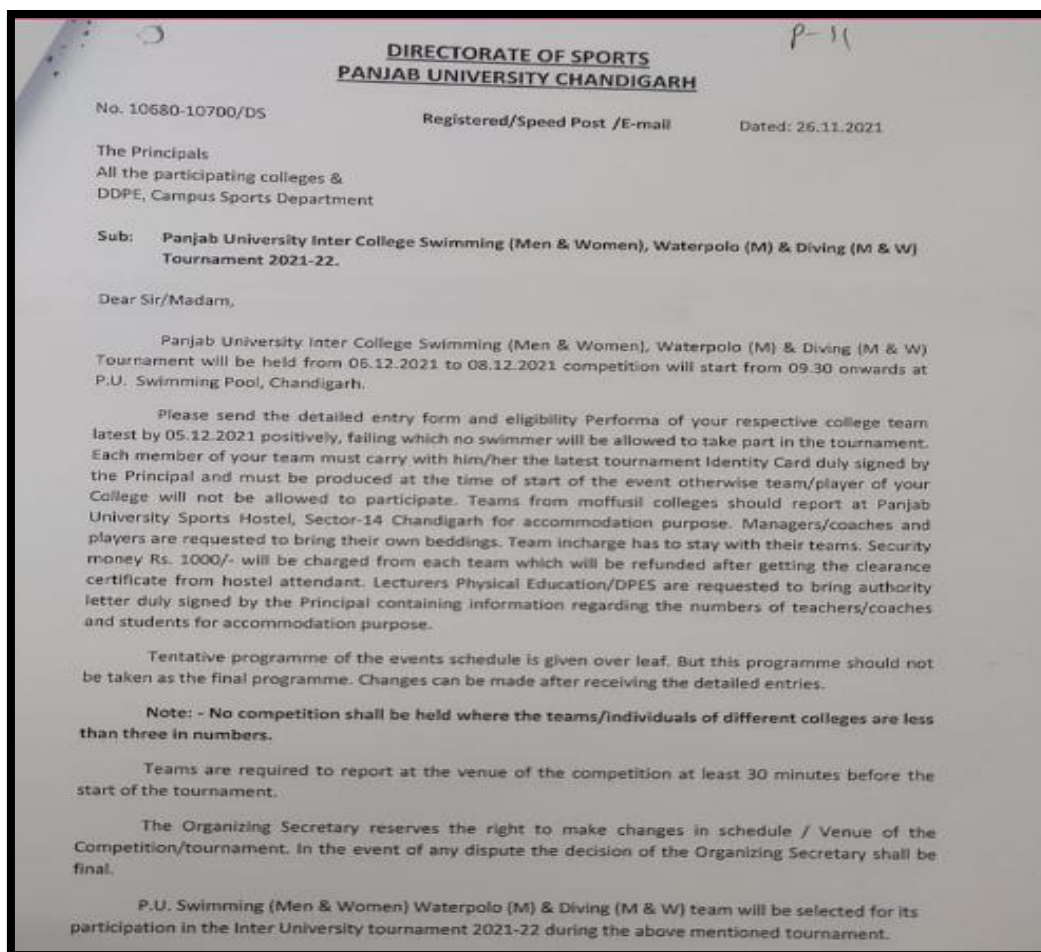 P-11
DIRECTORATE OF SPORTS
PANJAB UNIVERSITY CHANDIGARH
No. 10680-10700/DS
Registered/Speed Post /E-mail
Dated: 26.11.2021
The Principals
All the participating colleges &
DDPE, Campus Sports Department
Sub: Panjab University Inter College Swimming (Men & Women), Waterpolo (M) & Diving (M & W)
Tournament 2021-22.
Dear Sir/Madam,
Panjab University Inter College Swimming (Men & Women), Waterpolo (M) & Diving (M & W)
Tournament will be held from 06.12.2021 to 08.12.2021 competition will start from 09.30 onwards at
P.U. Swimming Pool, Chandigarh.
Please send the detailed entry form and eligibility Performa of your respective college team
latest by 05.12.2021 positively, failing which no swimmer will be allowed to take part in the tournament.
Each member of your team must carry with him/her the latest tournament Identity Card duly signed by
the Principal and must be produced at the time of start of the event otherwise team/player of your
College will not be allowed to participate. Teams from moffusil colleges should report at Panjab
University Sports Hostel, Sector-14 Chandigarh for accommodation purpose. Managers/coaches and
players are requested to bring their own beddings. Team incharge has to stay with their teams. Security
money Rs. 1000/- will be charged from each team which will be refunded after getting the clearance
certificate from hostel attendant. Lecturers Physical Education/DPES are requested to bring authority
letter duly signed by the Principal containing information regarding the numbers of teachers/coaches
and students for accommodation purpose.
Tentative programme of the events schedule is given over leaf. But this programme should not
be taken as the final programme. Changes can be made after receiving the detailed entries.
Note: - No competition shall be held where the teams/individuals of different colleges are less
than three in numbers.
Teams are required to report at the venue of the competition at least 30 minutes before the
start of the tournament.
The Organizing Secretary reserves the right to make changes in schedule / Venue of the
Competition/tournament. In the event of any dispute the decision of the Organizing Secretary shall be
final.
P.U. Swimming (Men & Women) Waterpolo (M) & Diving (M & W) team will be selected for its
participation in the Inter University tournament 2021-22 during the above mentioned tournament.